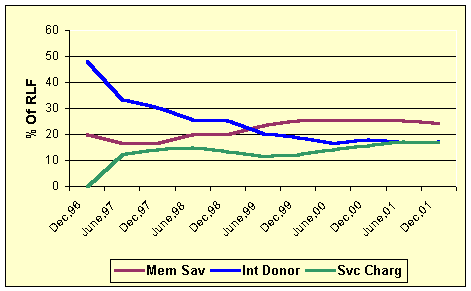 60
50
40
30
20
10
0
% Of RLF
Dec,96
June,97
Dec,97
June,98
Dec,98
June,99
Dec,99
June,00
Dec,00
June,01
Dec,01
Mem Sav Int Donor Svc Charg